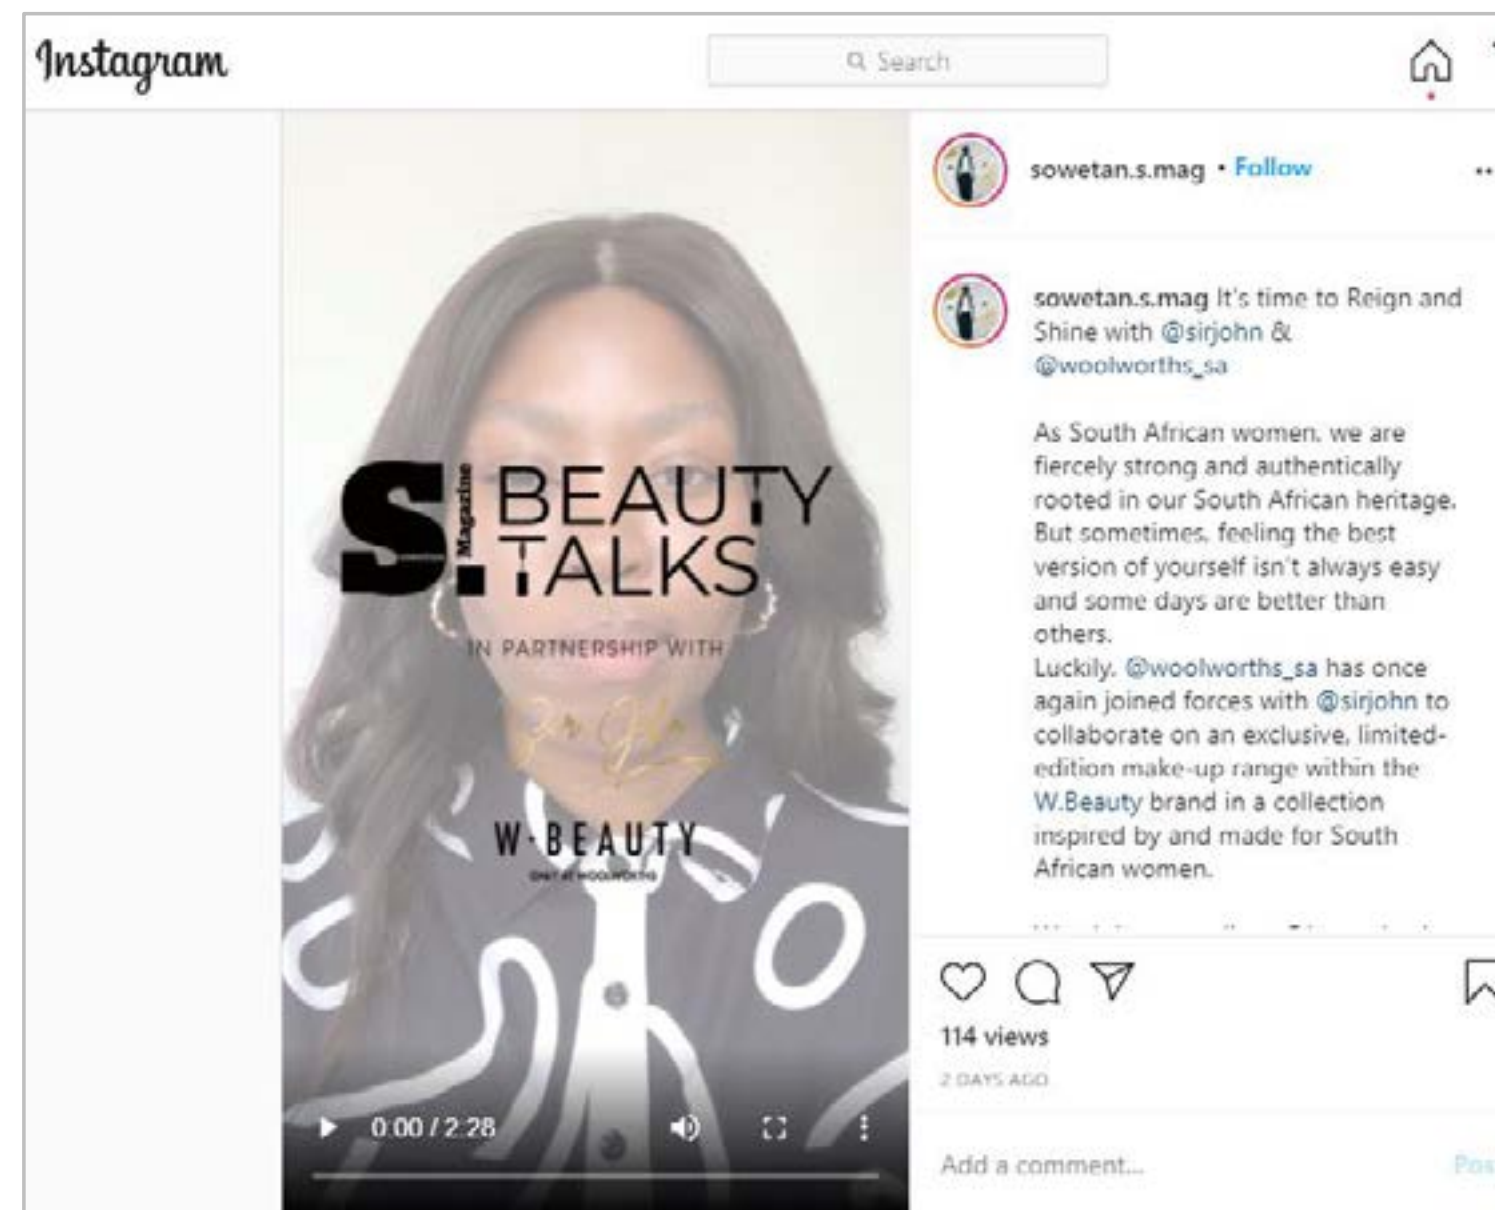 Instagram
Search
sowetan.s.mag • Follow
sowetan.s.mag It's time to Reign and
Shine with @sirjohn &
@woolworths_sa
As South African women, we are
fiercely strong and authentically
rooted in our South African heritage.
But sometimes, feeling the best
version of yourself isn't always easy
and some days are better than
others.
Luckily, @woolworths_sa has once
again joined forces with @sirjohn to
collaborate on an exclusive, limited-
edition make-up range within the
W.Beauty brand in a collection
inspired by and made for South
African women.
114 views
2 DAYS AGO
Add a comment...
S. Magazine
BEAUTY
TALKS
IN PARTNERSHIP WITH
Sir John
W·BEAUTY
ONLY AT WOOLWORTHS
0:00 / 2:28